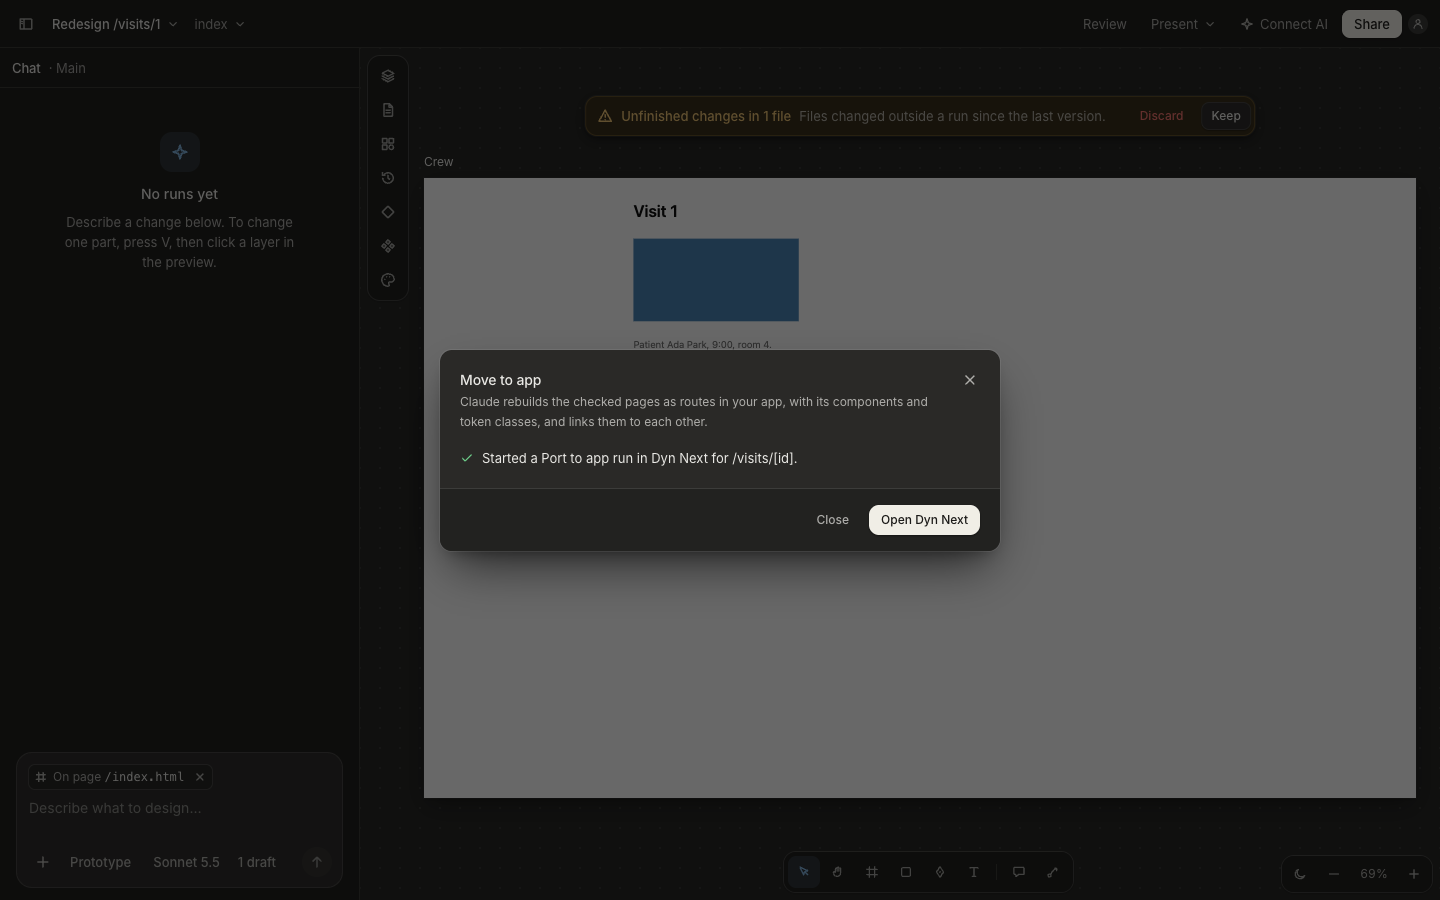 Redesign /visits/1
index
Review
Present
Connect AI
Share
Chat · Main
Unfinished changes in 1 file Files changed outside a run since the last version.
Discard
Keep
No runs yet
Describe a change below. To change
one part, press V, then click a layer in
the preview.
Crew
Visit 1
Patient Ada Park, 9:00, room 4.
Move to app
Claude rebuilds the checked pages as routes in your app, with its components and
token classes, and links them to each other.
Started a Port to app run in Dyn Next for /visits/[id].
Close
Open Dyn Next
On page /index.html
Describe what to design...
Prototype
Sonnet 5.5
1 draft
69%